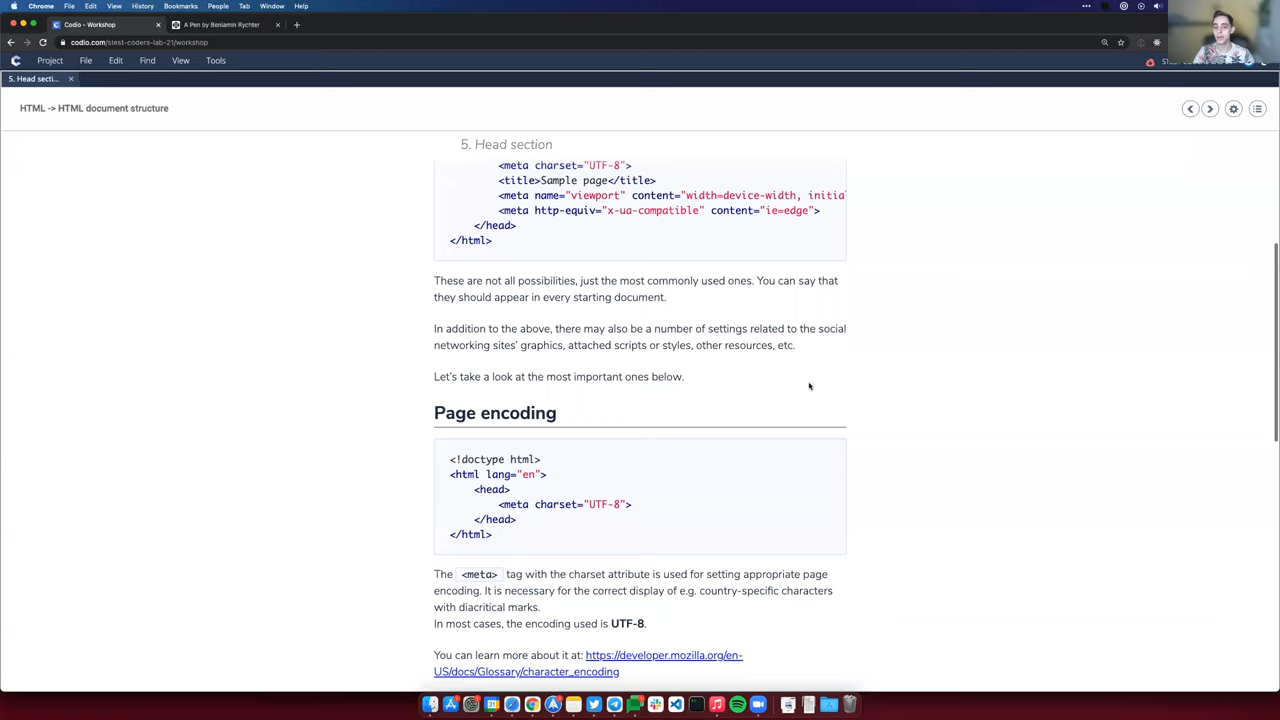 Chrome File Edit View History Bookmarks People Tab Window Help
Codio - Workshop
A Pen by Beniamin Rychter
codio.com/stest-coders-lab-21/workshop
Project File Edit Find View Tools
5. Head secti...
HTML -> HTML document structure
5. Head section
<meta charset="UTF-8">
<title>Sample page</title>
<meta name="viewport" content="width=device-width, initial
<meta http-equiv="x-ua-compatible" content="ie=edge">
</head>
</html>
These are not all possibilities, just the most commonly used ones. You can say that
they should appear in every starting document.
In addition to the above, there may also be a number of settings related to the social
networking sites' graphics, attached scripts or styles, other resources, etc.
Let's take a look at the most important ones below.
Page encoding
<!doctype html>
<html lang="en">
<head>
<meta charset="UTF-8">
</head>
</html>
The <meta> tag with the charset attribute is used for setting appropriate page
encoding. It is necessary for the correct display of e.g. country-specific characters
with diacritical marks.
In most cases, the encoding used is UTF-8.
You can learn more about it at: https://developer.mozilla.org/en-
US/docs/Glossary/character_encoding